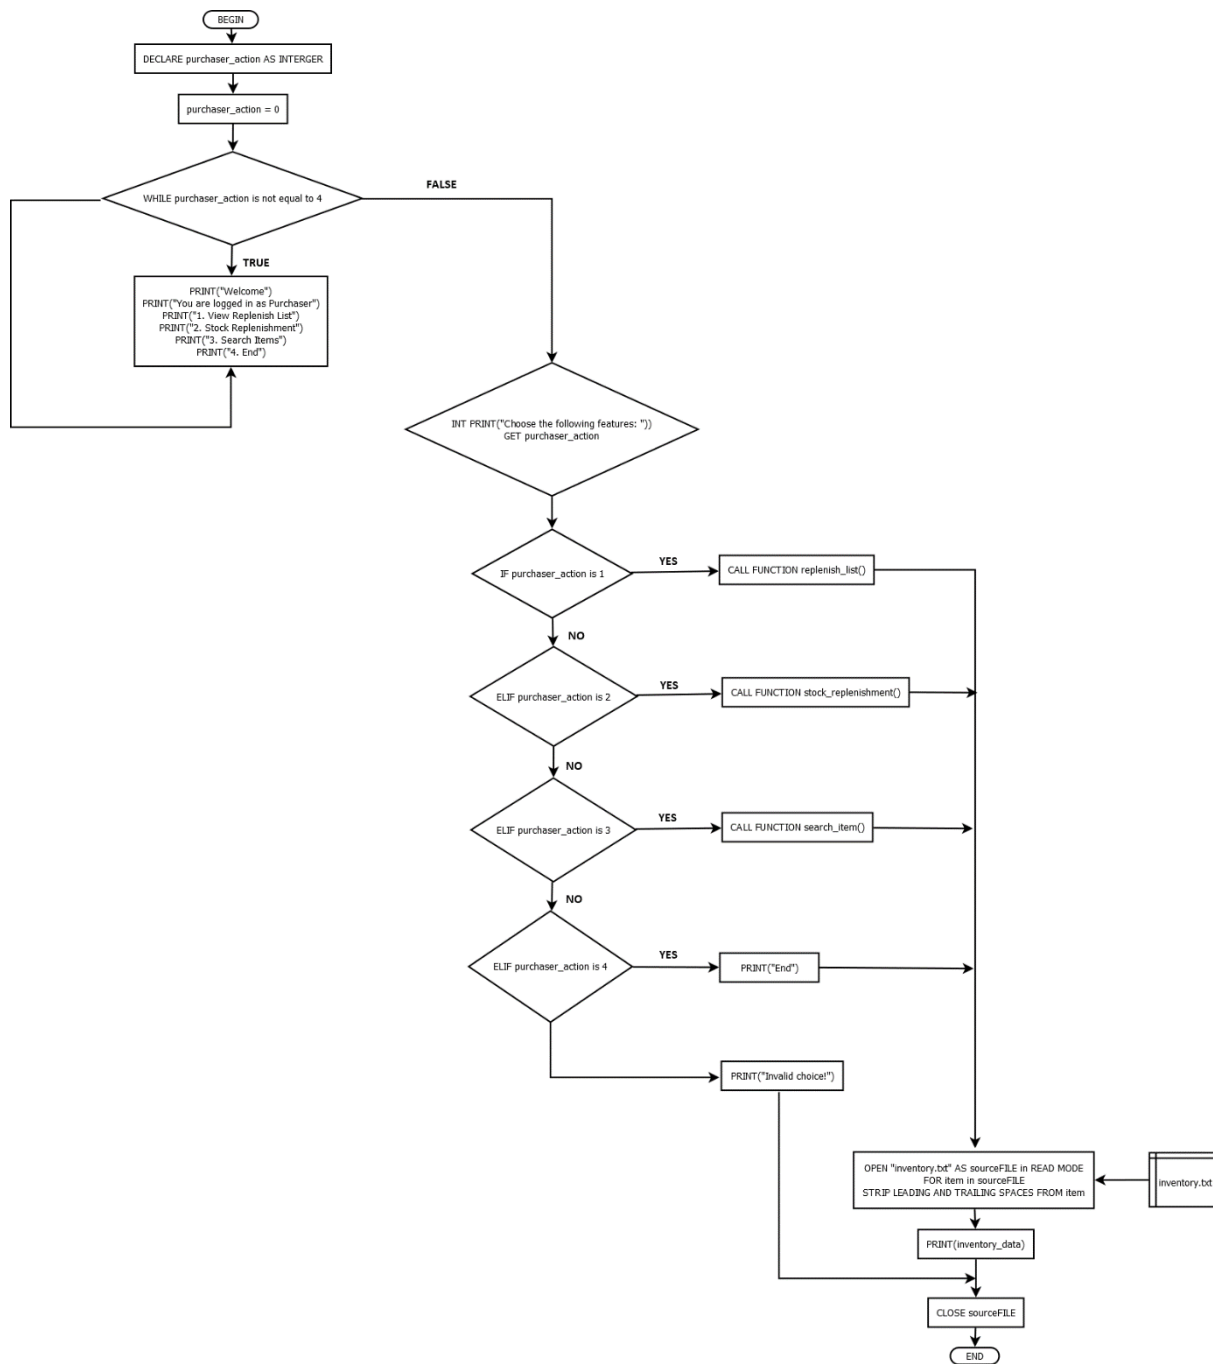 BEGIN
DECLARE purchaser_action AS INTERGER
purchaser_action = 0
WHILE purchaser_action is not equal to 4
FALSE
TRUE
PRINT("Welcome")
PRINT("You are logged in as Purchaser")
PRINT("1. View Replenish List")
PRINT("2. Stock Replenishment")
PRINT("3. Search Items")
PRINT("4. End")
INT PRINT("Choose the following features: "))
GET purchaser_action
IF purchaser_action is 1
YES
CALL FUNCTION replenish_list()
NO
ELIF purchaser_action is 2
YES
CALL FUNCTION stock_replenishment()
NO
ELIF purchaser_action is 3
YES
CALL FUNCTION search_item()
NO
ELIF purchaser_action is 4
YES
PRINT("End")
PRINT("Invalid choice!")
OPEN "inventory.txt" AS sourceFILE in READ MODE
FOR item in sourceFILE
STRIP LEADING AND TRAILING SPACES FROM item
inventory.txt
PRINT(inventory_data)
CLOSE sourceFILE
END